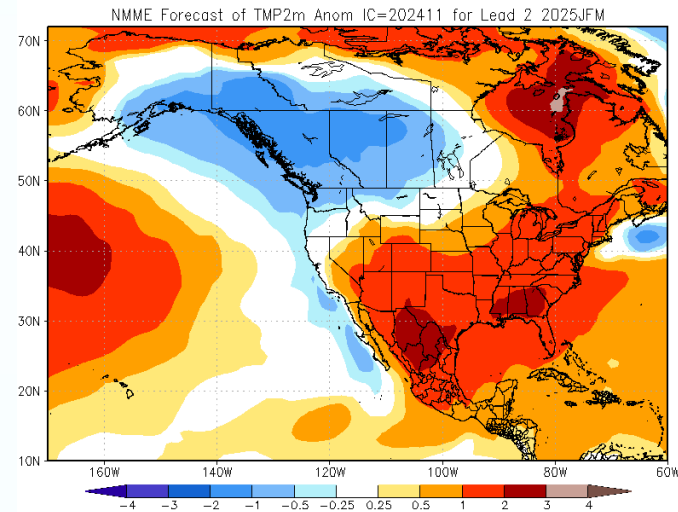 NMME Forecast of TMP2m Anom IC=202411 for Lead 2 2025JFM
70N
60N
50N
40N
30N
20N
10N
160W 140W 120W 100W 80W 60W
-4 -3 -2 -1 -0.5 -0.25 0.25 0.5 1 2 3 4